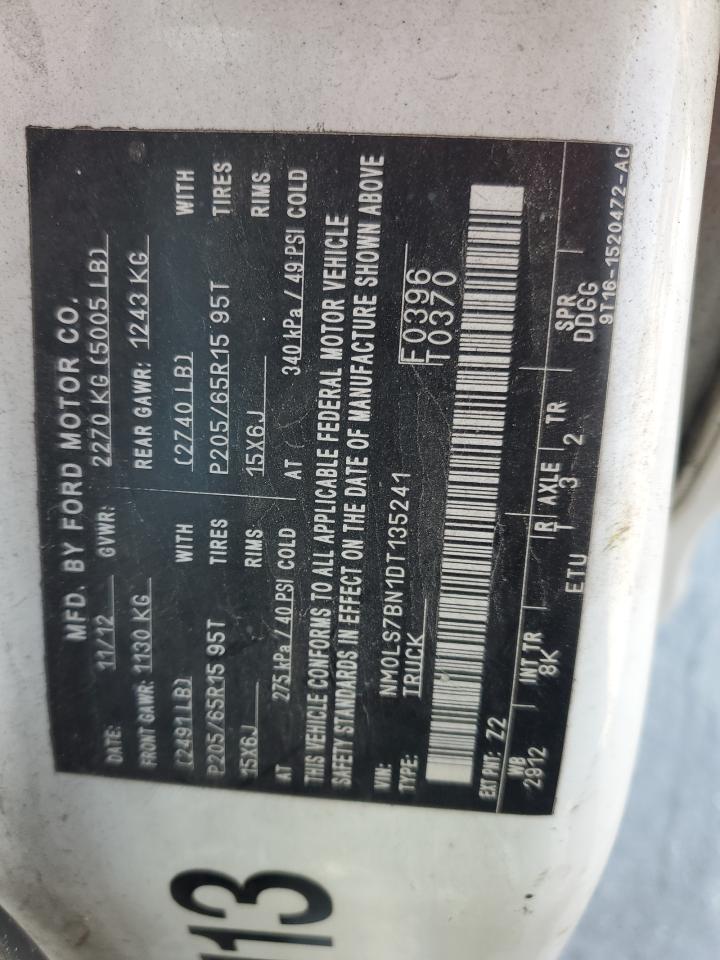 MFD. BY FORD MOTOR CO.
DATE: 11/12 GVWR: 2270 KG (5005 LB)
FRONT GAWR: 1130 KG REAR GAWR: 1243 KG
(2491LB) WITH (2740 LB) WITH
P205/65R15 95T TIRES P205/65R15 95T TIRES
15X6J RIMS 15X6J RIMS
AT 275 kPa / 40 PSI COLD AT 340 kPa / 49 PSI COLD
THIS VEHICLE CONFORMS TO ALL APPLICABLE FEDERAL MOTOR VEHICLE
SAFETY STANDARDS IN EFFECT ON THE DATE OF MANUFACTURE SHOWN ABOVE
VIN: NM0LS7BN1DT135241 F0396
TYPE: TRUCK T0370
EXT PNT: Z2
WB INT TR R AXLE TR SPR
2912 8K 1 3 2 DDGG
ETU 9T16-1520472-AC
113